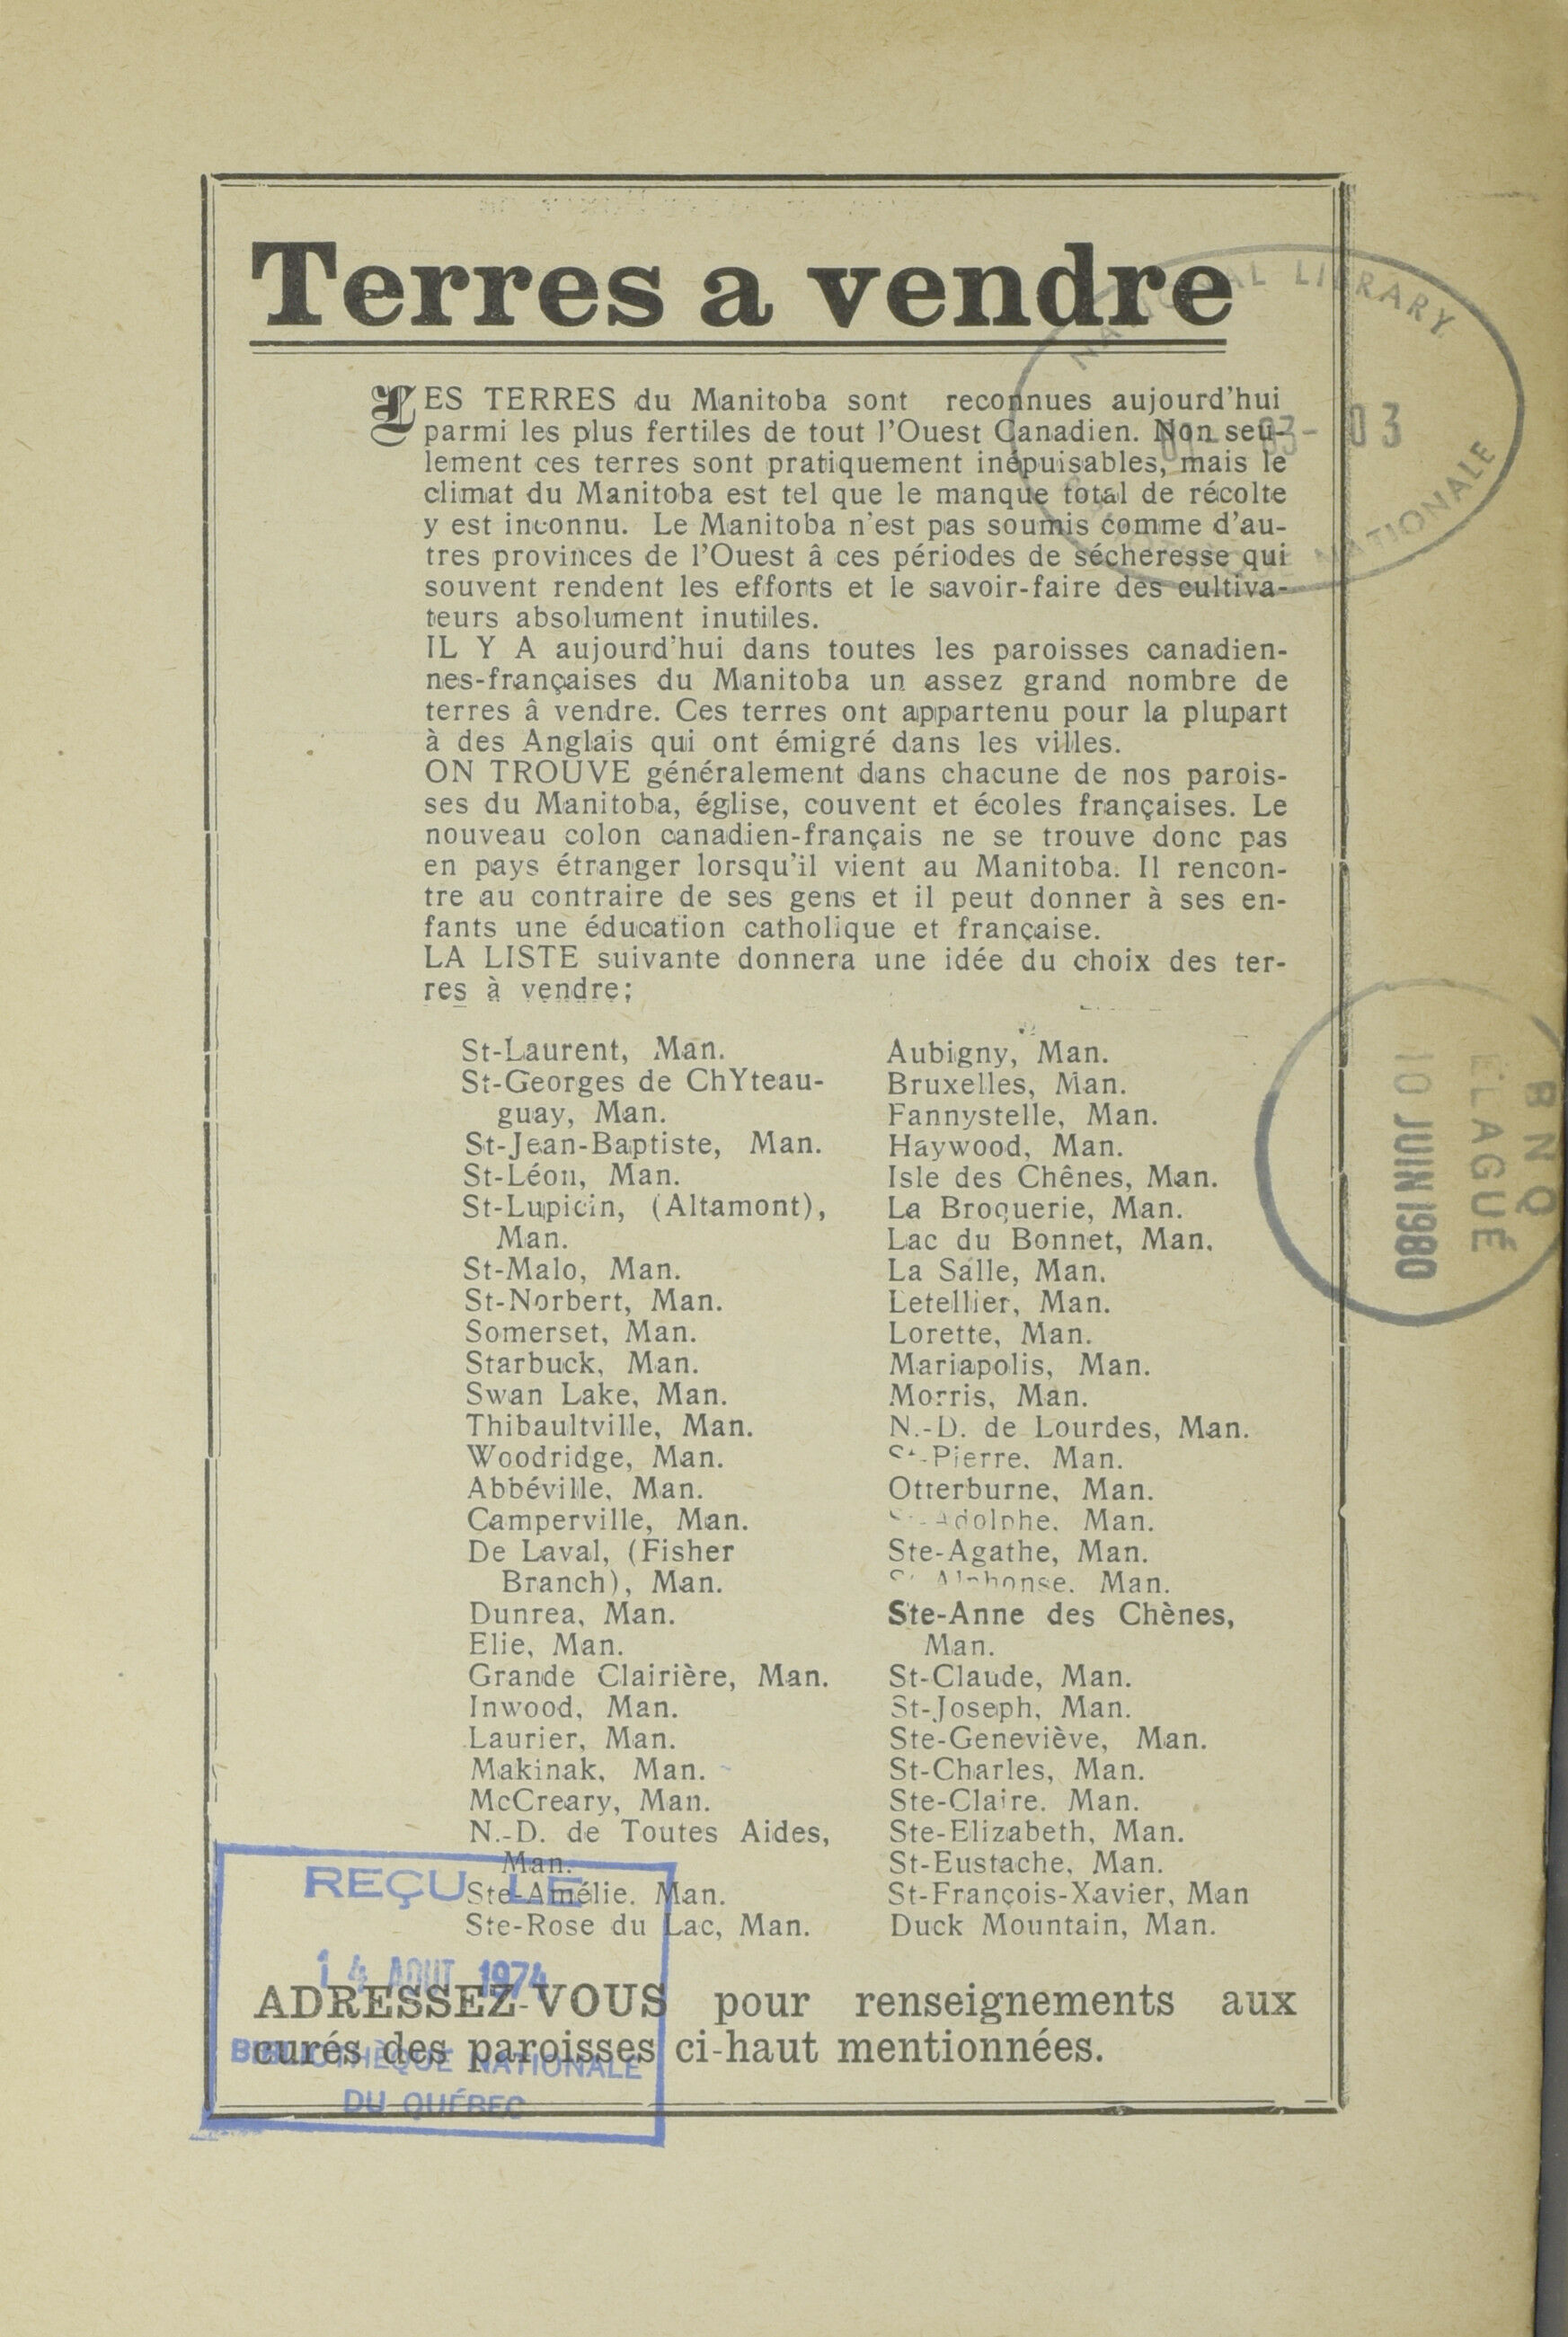 Terres a vendre
LES TERRES du Manitoba sont reconnues aujourd'hui
parmi les plus fertiles de tout l'Ouest Canadien. Non seu-
lement ces terres sont pratiquement inépuisables, mais le
climat du Manitoba est tel que le manque total de récolte
y est inconnu. Le Manitoba n'est pas soumis comme d'au-
tres provinces de l'Ouest â ces périodes de sécheresse qui
souvent rendent les efforts et le savoir-faire des cultiva-
teurs absolument inutiles.
IL Y A aujourd'hui dans toutes les paroisses canadien-
nes-françaises du Manitoba un assez grand nombre de
terres â vendre. Ces terres ont appartenu pour la plupart
à des Anglais qui ont émigré dans les villes.
ON TROUVE généralement dans chacune de nos parois-
ses du Manitoba, église, couvent et écoles françaises. Le
nouveau colon canadien-français ne se trouve donc pas
en pays étranger lorsqu'il vient au Manitoba. Il rencon-
tre au contraire de ses gens et il peut donner à ses en-
fants une éducation catholique et française.
LA LISTE suivante donnera une idée du choix des ter-
res à vendre;
St-Laurent, Man.
St-Georges de ChYteau-
guay, Man.
St-Jean-Baptiste, Man.
St-Léon, Man.
St-Lupicin, (Altamont),
Man.
St-Malo, Man.
St-Norbert, Man.
Somerset, Man.
Starbuck, Man.
Swan Lake, Man.
Thibaultville, Man.
Woodridge, Man.
Abbéville, Man.
Camperville, Man.
De Laval, (Fisher
Branch), Man.
Dunrea, Man.
Elie, Man.
Grande Clairière, Man.
Inwood, Man.
Laurier, Man.
Makinak, Man.
McCreary, Man.
N.-D. de Toutes Aides,
Man.
Ste-Amélie. Man.
Ste-Rose du Lac, Man.
Aubigny, Man.
Bruxelles, Man.
Fannystelle, Man.
Haywood, Man.
Isle des Chênes, Man.
La Broquerie, Man.
Lac du Bonnet, Man.
La Salle, Man.
Letellier, Man.
Lorette, Man.
Mariapolis, Man.
Morris, Man.
N.-D. de Lourdes, Man.
St-Pierre. Man.
Otterburne, Man.
St-Adolphe. Man.
Ste-Agathe, Man.
St-Alphonse. Man.
Ste-Anne des Chènes,
Man.
St-Claude, Man.
St-Joseph, Man.
Ste-Geneviève, Man.
St-Charles, Man.
Ste-Claire. Man.
Ste-Elizabeth, Man.
St-Eustache, Man.
St-François-Xavier, Man
Duck Mountain, Man.
ADRESSEZ-VOUS pour renseignements aux
curés des paroisses ci-haut mentionnées.
NATIONAL LIBRARY
03-03
NATIONALE
BNQ
ÉLAGUÉ
10 JUIN 1980
REÇU LE
14 AOUT 1974
BIBLIOTHÈQUE NATIONALE
DU QUÉBEC